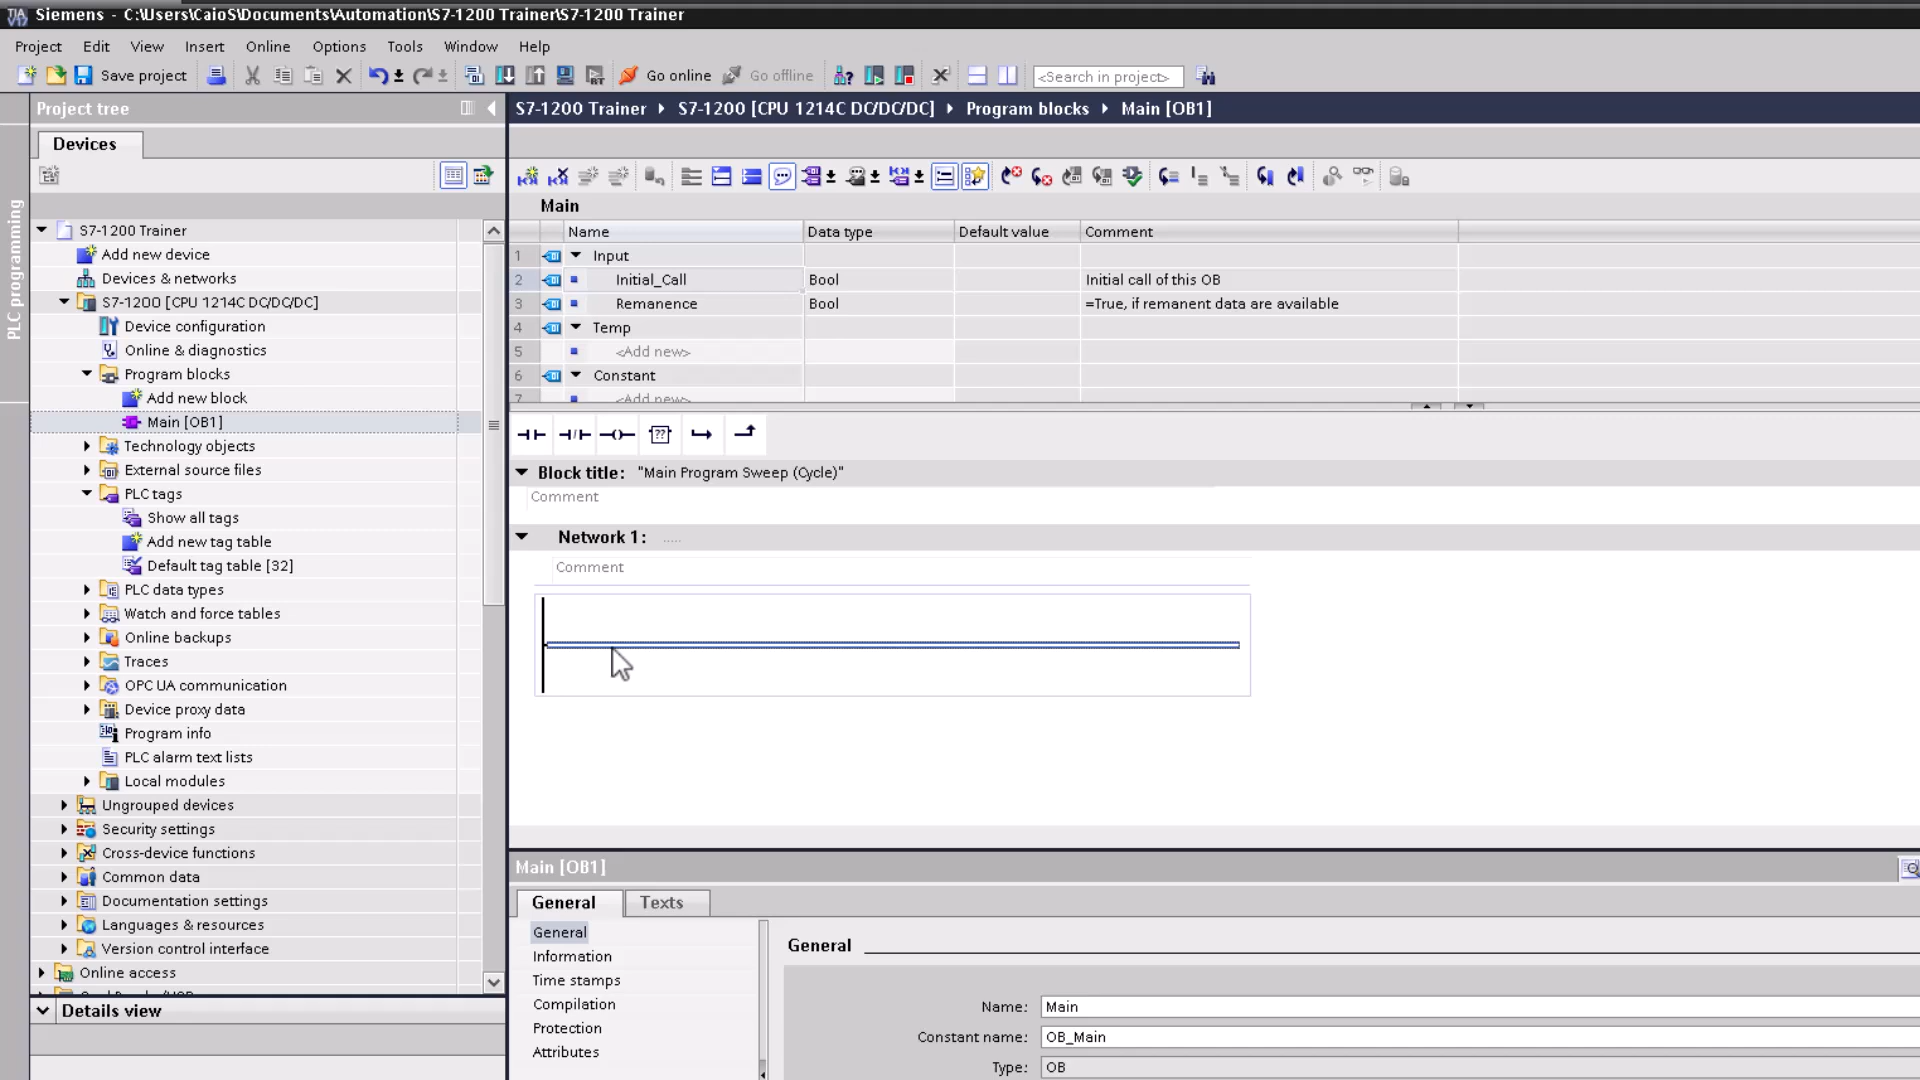 Siemens - C:\Users\CaioS\Documents\Automation\S7-1200 Trainer\S7-1200 Trainer
Project Edit View Insert Online Options Tools Window Help
Save project Go online Go offline <Search in project>
Project tree
S7-1200 Trainer S7-1200 [CPU 1214C DC/DC/DC] Program blocks Main [OB1]
Devices
PLC programming
S7-1200 Trainer
Add new device
Devices & networks
S7-1200 [CPU 1214C DC/DC/DC]
Device configuration
Online & diagnostics
Program blocks
Add new block
Main [OB1]
Technology objects
External source files
PLC tags
Show all tags
Add new tag table
Default tag table [32]
PLC data types
Watch and force tables
Online backups
Traces
OPC UA communication
Device proxy data
Program info
PLC alarm text lists
Local modules
Ungrouped devices
Security settings
Cross-device functions
Common data
Documentation settings
Languages & resources
Version control interface
Online access
Details view
Main
Name Data type Default value Comment
1 Input
2 Initial_Call Bool Initial call of this OB
3 Remanence Bool =True, if remanent data are available
4 Temp
5 <Add new>
6 Constant
7 <Add new>
??
Block title: "Main Program Sweep (Cycle)"
Comment
Network 1: .....
Comment
Main [OB1]
General Texts
General
Information
Time stamps
Compilation
Protection
Attributes
General
Name: Main
Constant name: OB_Main
Type: OB